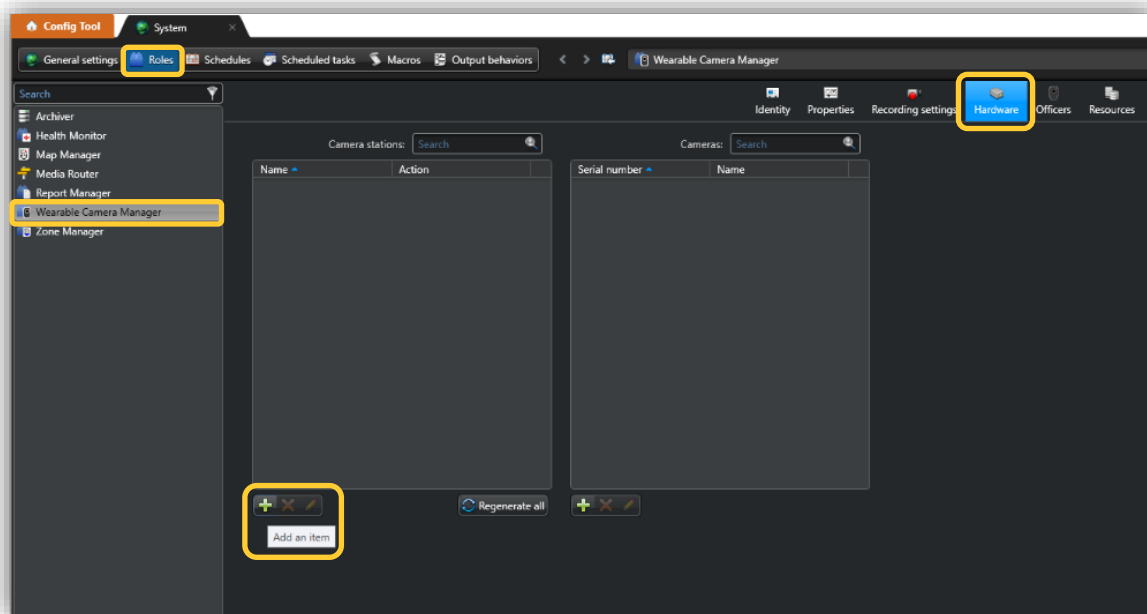 Config Tool
System
General settings
Roles
Schedules
Scheduled tasks
Macros
Output behaviors
Wearable Camera Manager
Search
Archiver
Health Monitor
Map Manager
Media Router
Report Manager
Wearable Camera Manager
Zone Manager
Identity
Properties
Recording settings
Hardware
Officers
Resources
Camera stations: Search
Name Action
Regenerate all
Add an item
Cameras: Search
Serial number Name